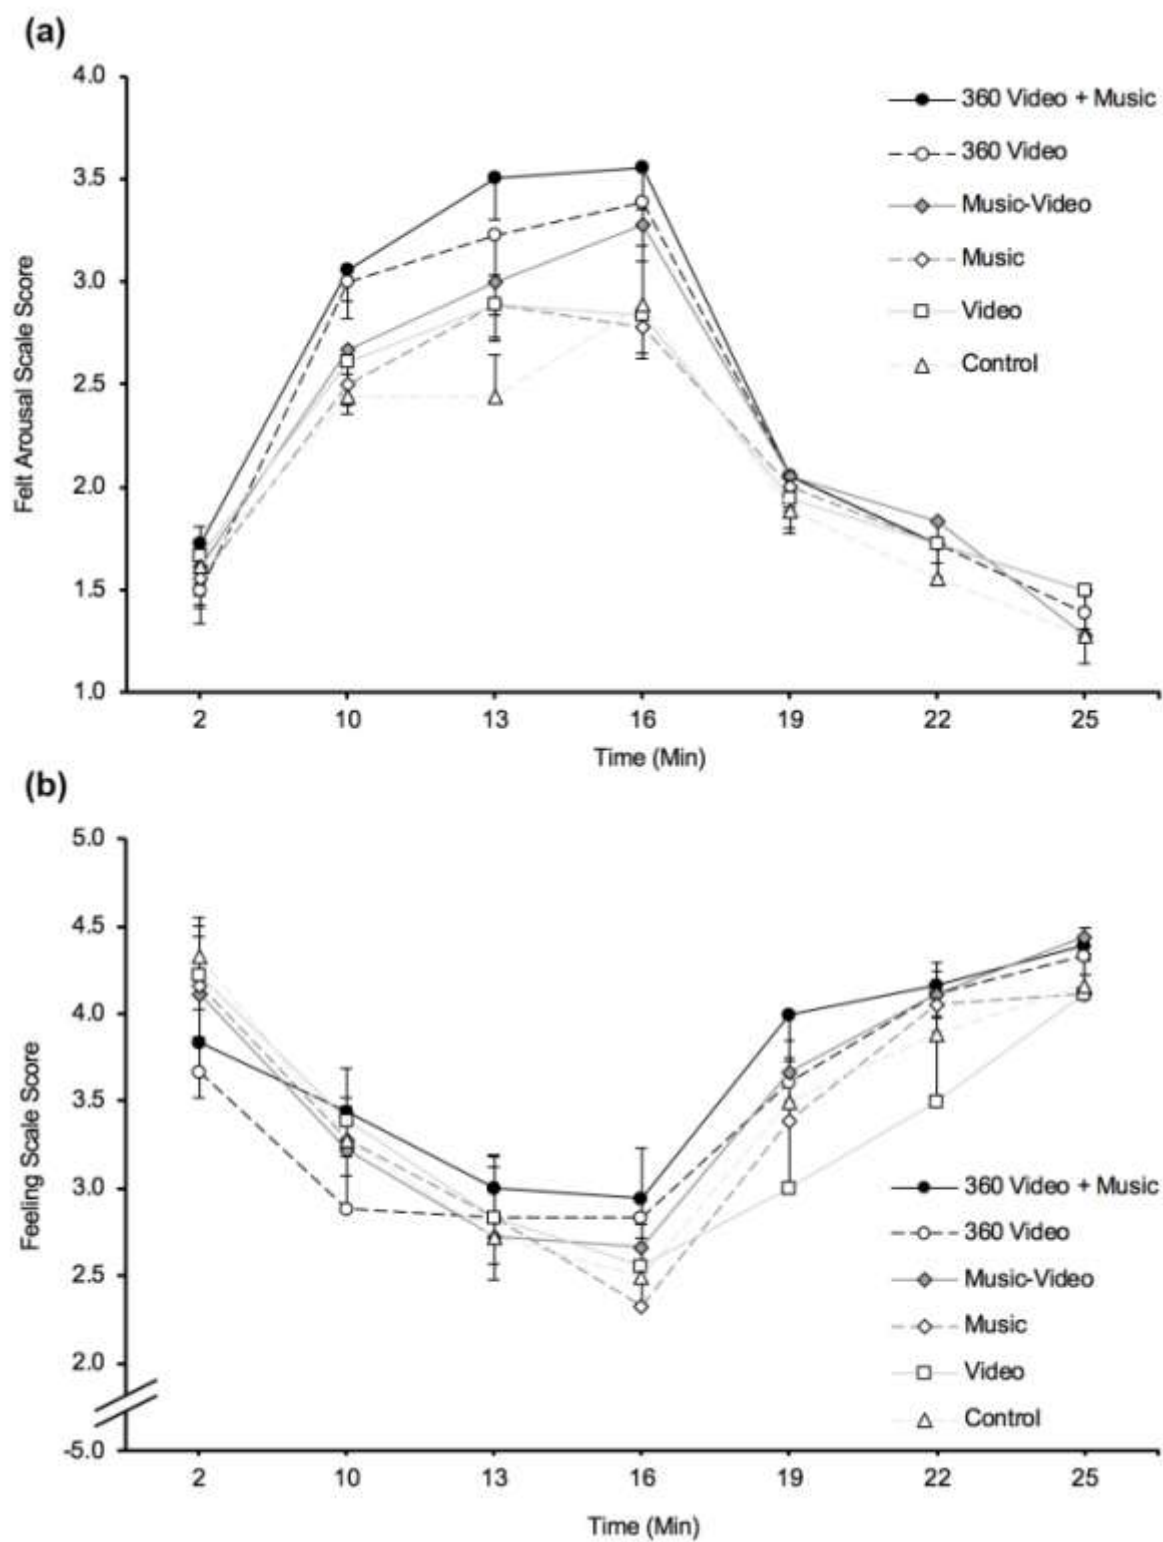 (a)
4.0
3.5
3.0
2.5
2.0
1.5
1.0
Felt Arousal Scale Score
360 Video + Music
360 Video
Music-Video
Music
Video
Control
2 10 13 16 19 22 25
Time (Min)
(b)
5.0
4.5
4.0
3.5
3.0
2.5
2.0
-5.0
Feeling Scale Score
360 Video + Music
360 Video
Music-Video
Music
Video
Control
2 10 13 16 19 22 25
Time (Min)